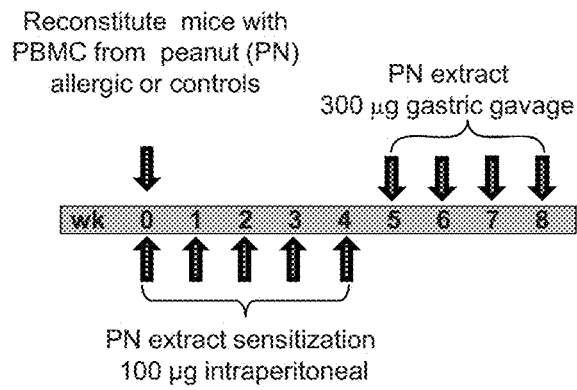 Reconstitute mice with
PBMC from peanut (PN)
allergic or controls
PN extract
300 µg gastric gavage
wk 0 1 2 3 4 5 6 7 8
PN extract sensitization
100 µg intraperitoneal